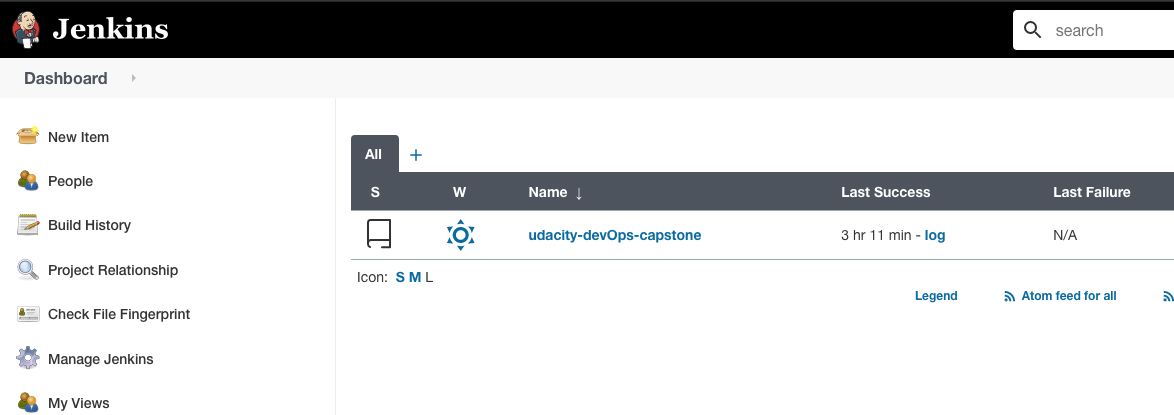 Jenkins
search
Dashboard
New Item
People
Build History
Project Relationship
Check File Fingerprint
Manage Jenkins
My Views
All +
S W Name ↓ Last Success Last Failure
udacity-devOps-capstone 3 hr 11 min - log N/A
Icon: S M L
Legend Atom feed for all